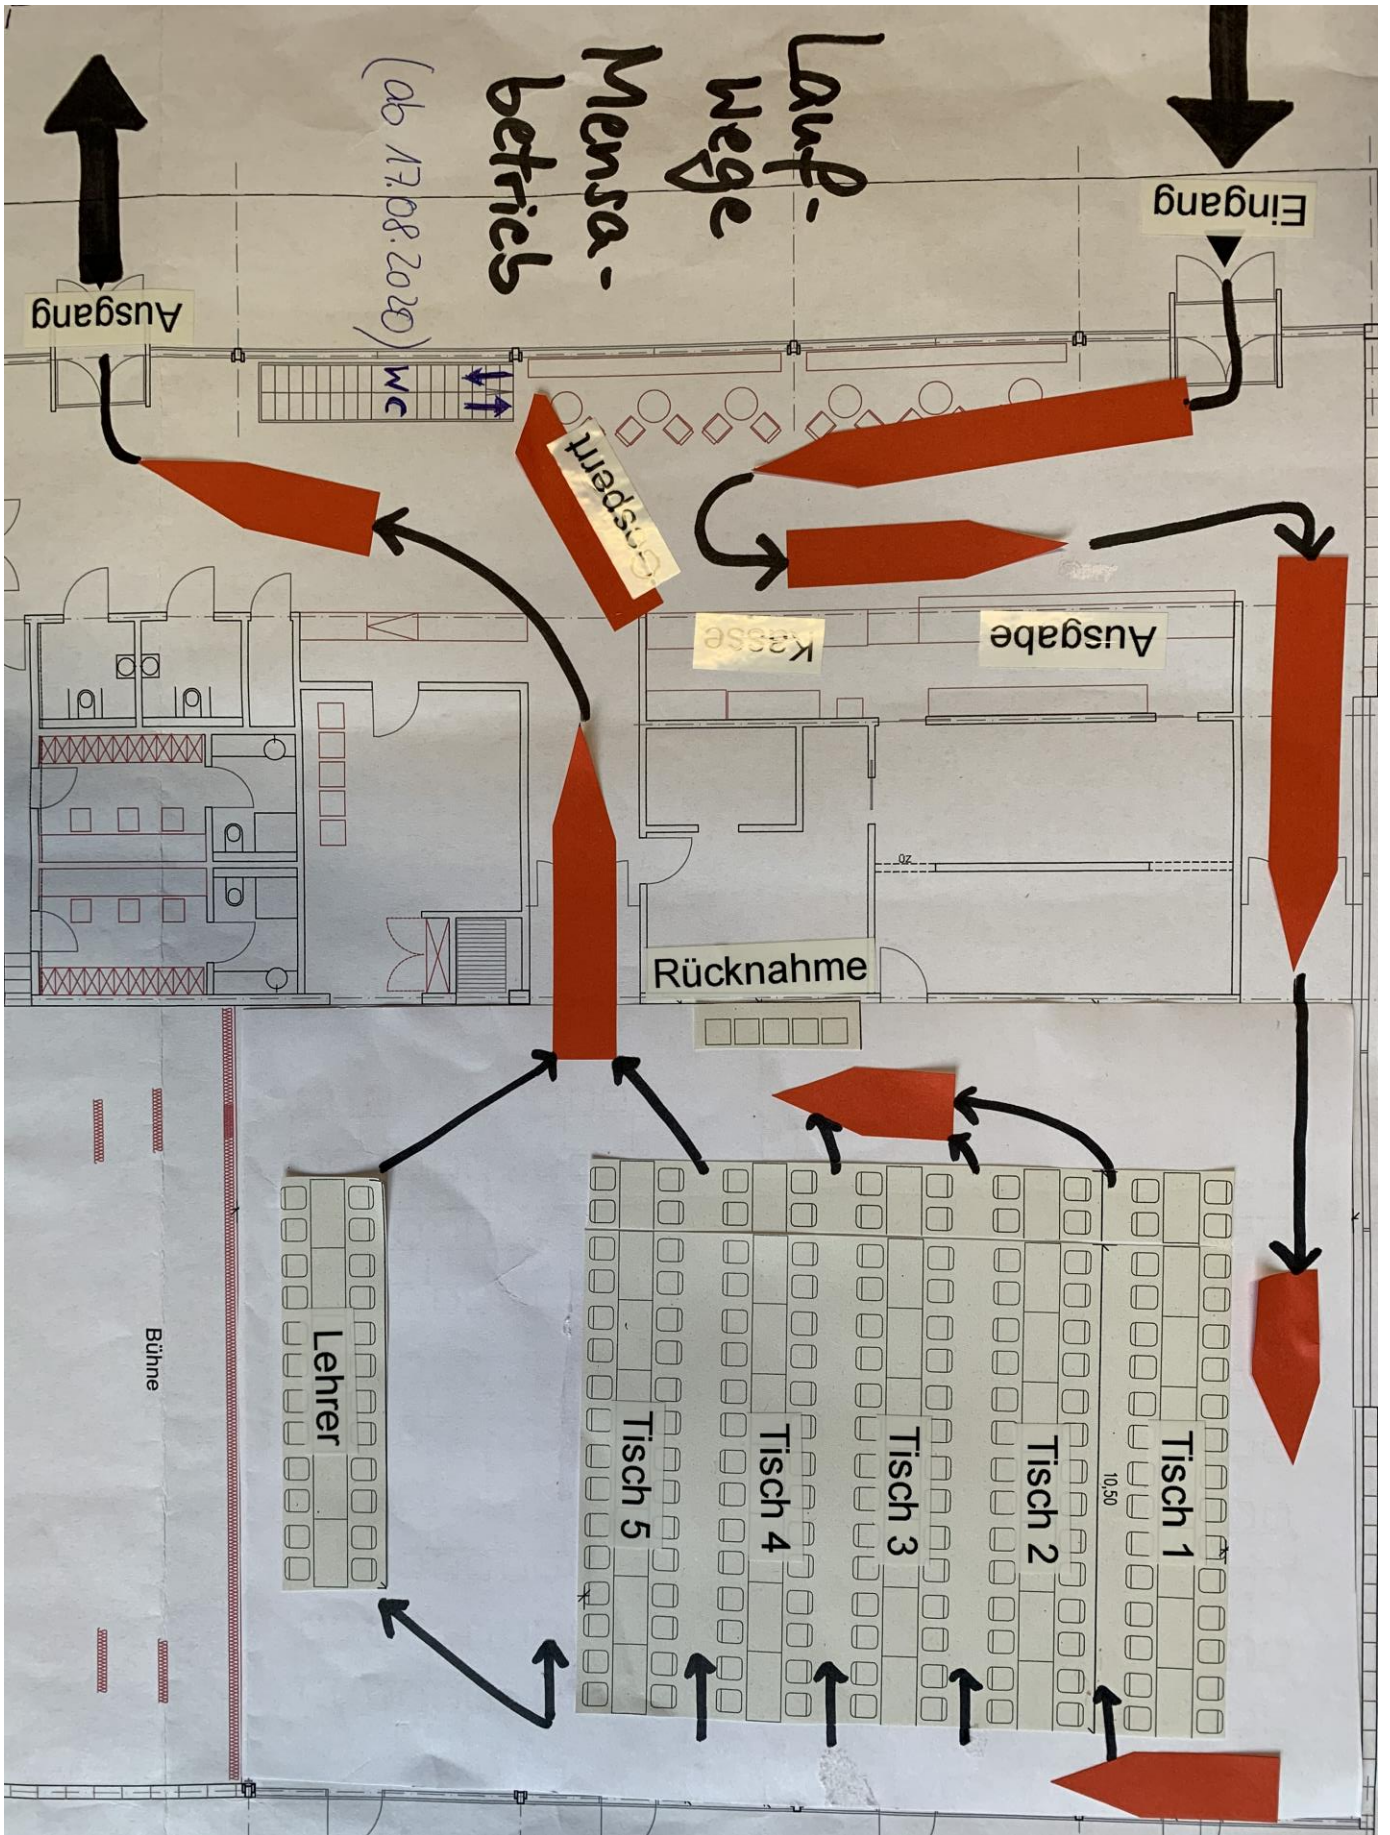 Lauf-
wege
Mensa-
betrieb
(ab 17.08.2020)
Eingang
Ausgang
WC
Gesperrt
Kasse
Ausgabe
20
Rücknahme
Bühne
Lehrer
Tisch 5
Tisch 4
Tisch 3
Tisch 2
10,50
Tisch 1